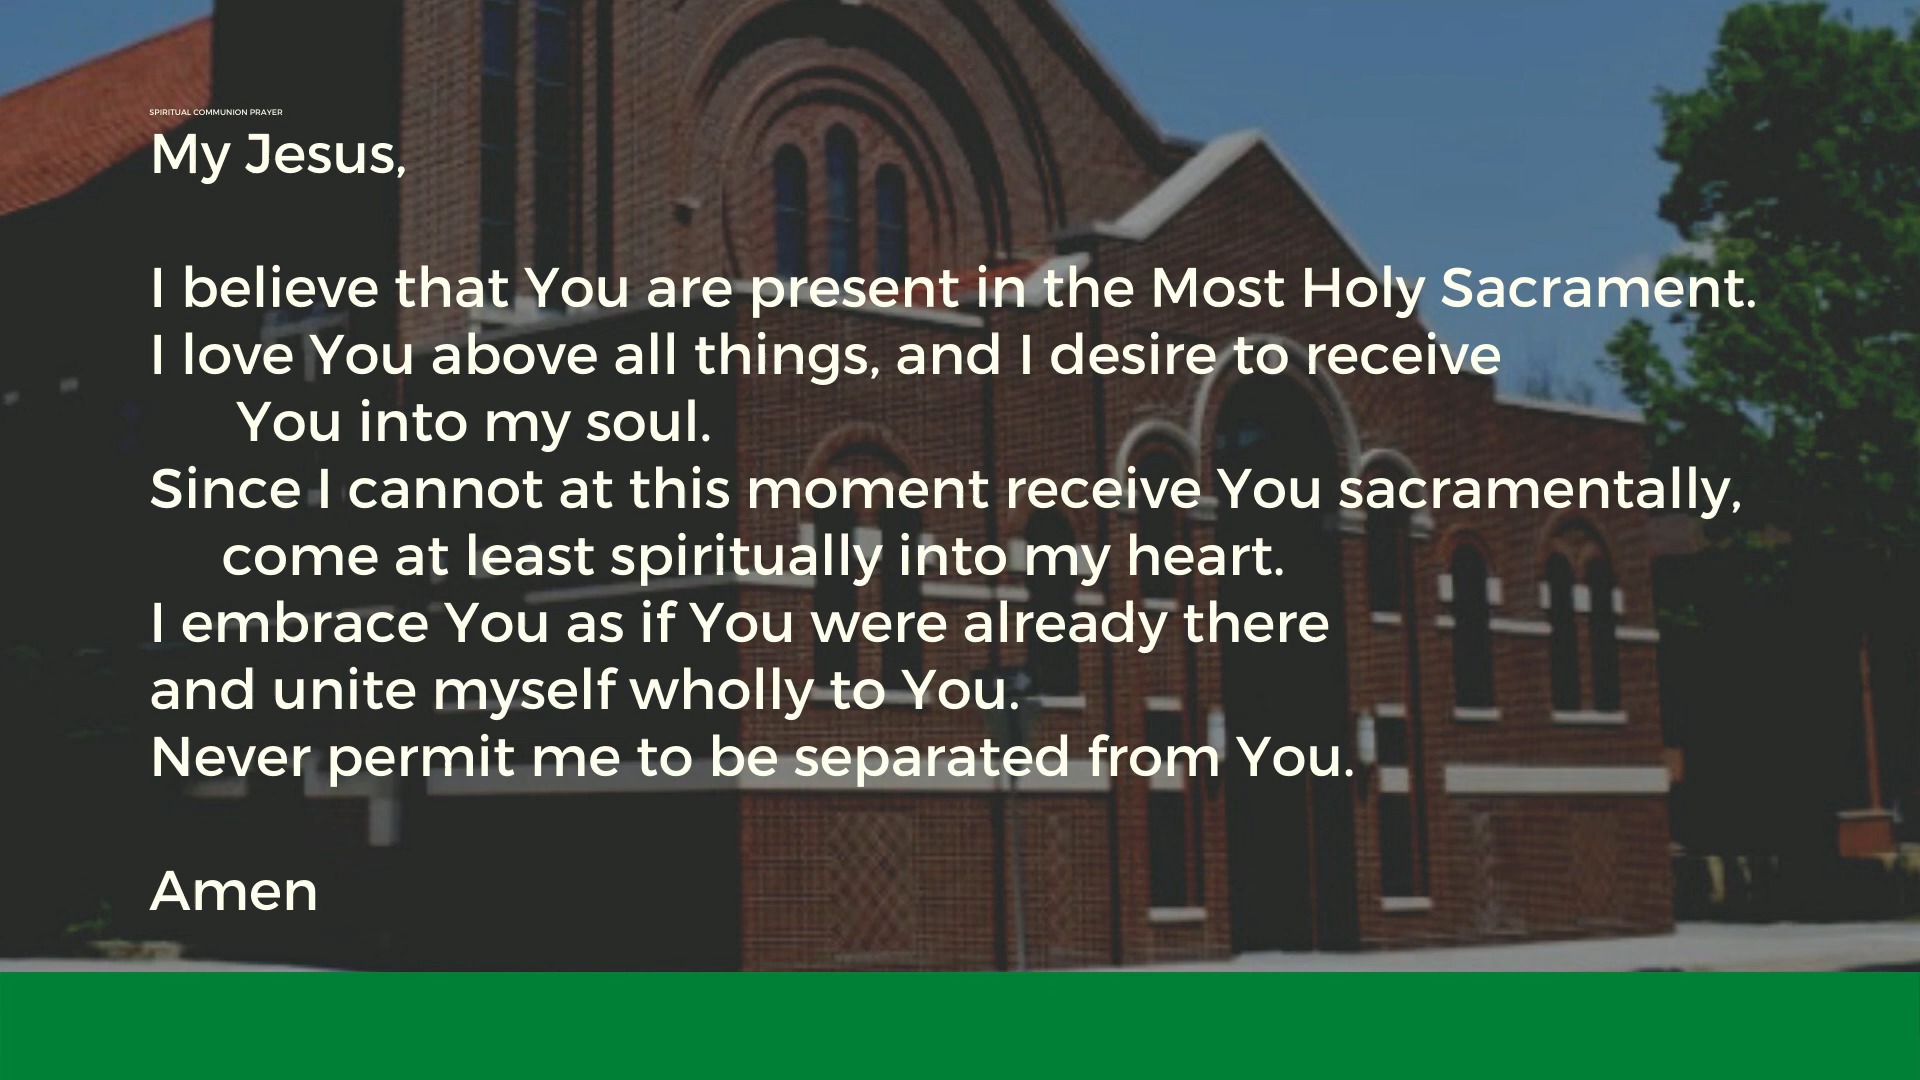 SPIRITUAL COMMUNION PRAYER
My Jesus,
I believe that You are present in the Most Holy Sacrament.
I love You above all things, and I desire to receive
You into my soul.
Since I cannot at this moment receive You sacramentally,
come at least spiritually into my heart.
I embrace You as if You were already there
and unite myself wholly to You.
Never permit me to be separated from You.
Amen